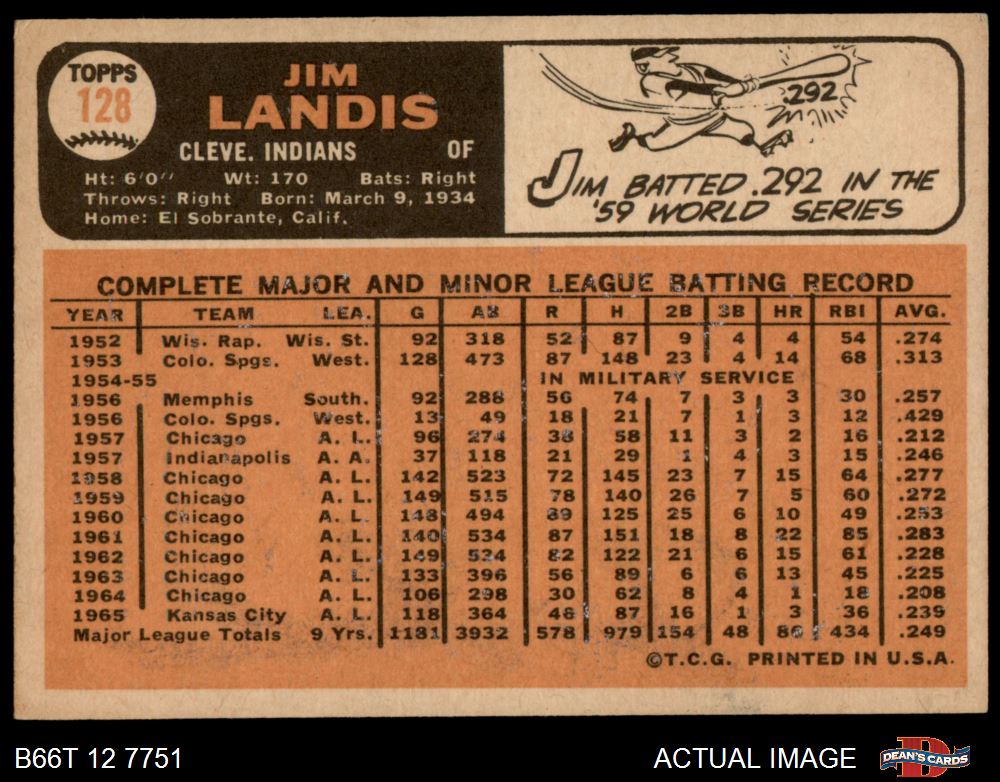 TOPPS
128
JIM
LANDIS
CLEVE. INDIANS OF
Ht: 6'0" Wt: 170 Bats: Right
Throws: Right Born: March 9, 1934
Home: El Sobrante, Calif.
.292
JIM BATTED .292 IN THE
'59 WORLD SERIES
COMPLETE MAJOR AND MINOR LEAGUE BATTING RECORD
YEAR TEAM LEA. G AB R H 2B 3B HR RBI AVG.
1952 Wis. Rap. Wis. St. 92 318 52 87 9 4 4 54 .274
1953 Colo. Spgs. West. 128 473 87 148 23 4 14 68 .313
1954-55 IN MILITARY SERVICE
1956 Memphis South. 92 288 56 74 7 3 3 30 .257
1956 Colo. Spgs. West. 13 49 18 21 7 1 3 12 .429
1957 Chicago A. L. 96 274 38 58 11 3 2 16 .212
1957 Indianapolis A. A. 37 118 21 29 1 4 3 15 .246
1958 Chicago A. L. 142 523 72 145 23 7 15 64 .277
1959 Chicago A. L. 149 515 78 140 26 7 5 60 .272
1960 Chicago A. L. 148 494 89 125 25 6 10 49 .253
1961 Chicago A. L. 140 534 87 151 18 8 22 85 .283
1962 Chicago A. L. 149 534 82 122 21 6 15 61 .228
1963 Chicago A. L. 133 396 56 89 6 6 13 45 .225
1964 Chicago A. L. 106 298 30 62 8 4 1 18 .208
1965 Kansas City A. L. 118 364 46 87 16 1 3 36 .239
Major League Totals 9 Yrs. 1181 3932 578 979 154 48 86 434 .249
©T.C.G. PRINTED IN U.S.A.
B66T 12 7751 ACTUAL IMAGE DEAN'S CARDS